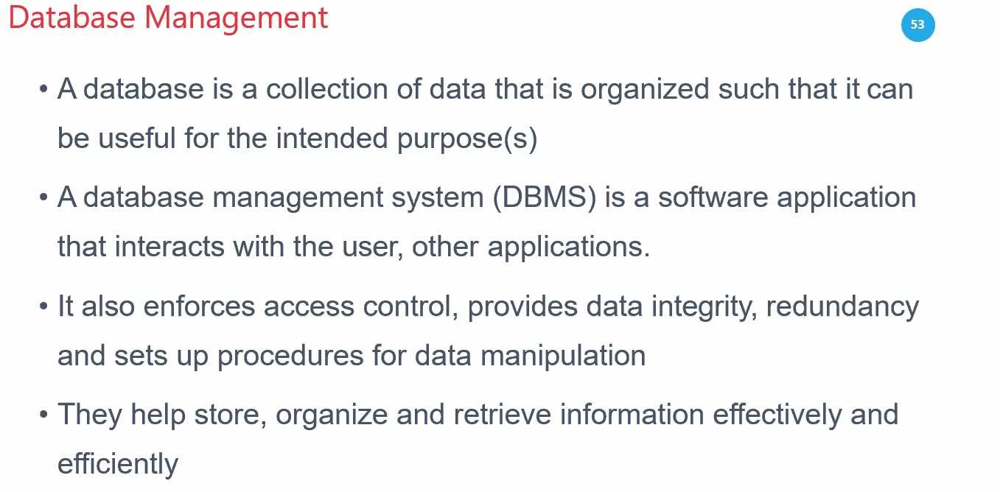 Database Management
53
• A database is a collection of data that is organized such that it can
be useful for the intended purpose(s)
• A database management system (DBMS) is a software application
that interacts with the user, other applications.
• It also enforces access control, provides data integrity, redundancy
and sets up procedures for data manipulation
• They help store, organize and retrieve information effectively and
efficiently